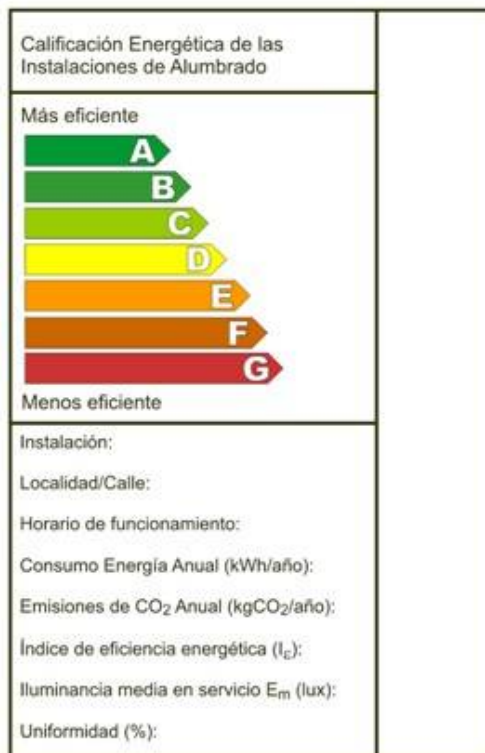 Calificación Energética de las
Instalaciones de Alumbrado
Más eficiente
A
B
C
D
E
F
G
Menos eficiente
Instalación:
Localidad/Calle:
Horario de funcionamiento:
Consumo Energía Anual (kWh/año):
Emisiones de CO₂ Anual (kgCO₂/año):
Índice de eficiencia energética (Iε):
Iluminancia media en servicio Em (lux):
Uniformidad (%):